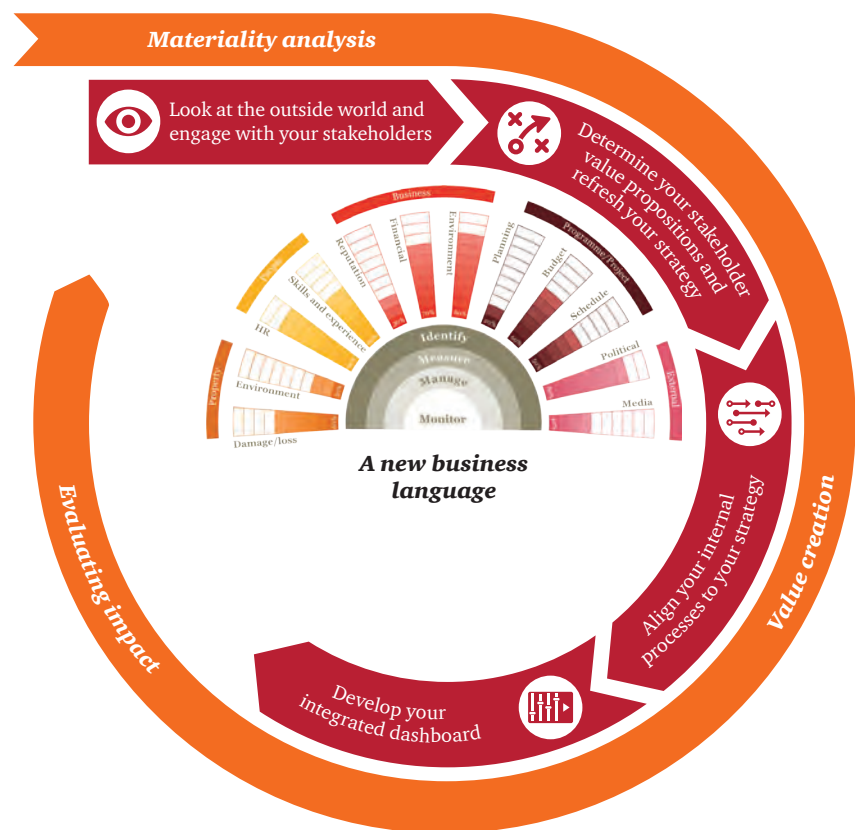 Materiality analysis
Look at the outside world and
engage with your stakeholders
Determine your stakeholder
value propositions and
refresh your strategy
Align your internal
processes to your strategy
Develop your
integrated dashboard
Value creation
Evaluating impact
Property
Damage/loss
Environment
People
HR
Skills and experience
Business
Reputation
Financial
Environment
Programme/Project
Planning
Budget
Schedule
External
Political
Media
Identify
Measure
Manage
Monitor
A new business
language